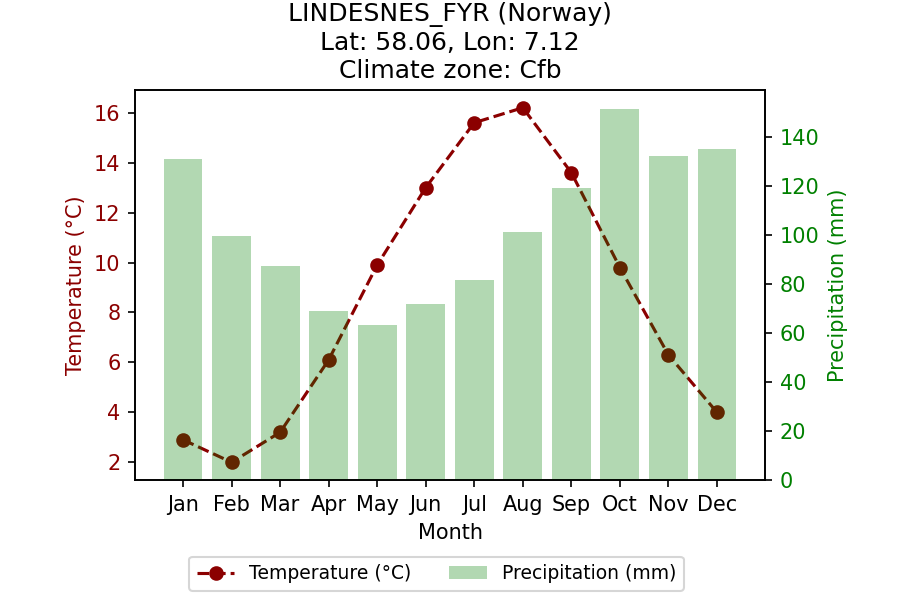 LINDESNES_FYR (Norway)
Lat: 58.06, Lon: 7.12
Climate zone: Cfb
Temperature (°C)
16
14
12
10
8
6
4
2
140
120
100
80
60
40
20
0
Precipitation (mm)
Jan Feb Mar Apr May Jun Jul Aug Sep Oct Nov Dec
Month
Temperature (°C) Precipitation (mm)